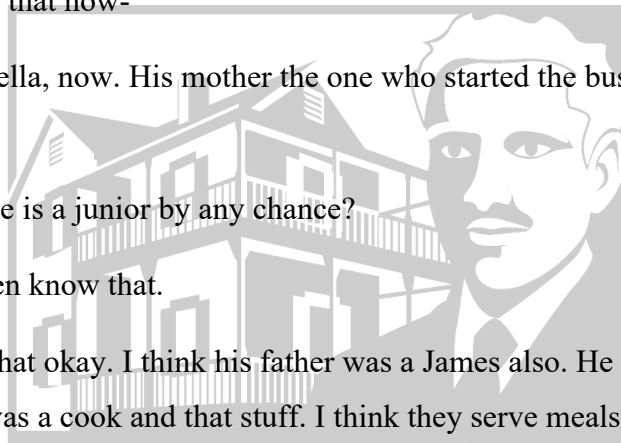 that now-
ella, now. His mother the one who started the bus
e is a junior by any chance?
en know that.
hat okay. I think his father was a James also. He
was a cook and that stuff. I think they serve meals